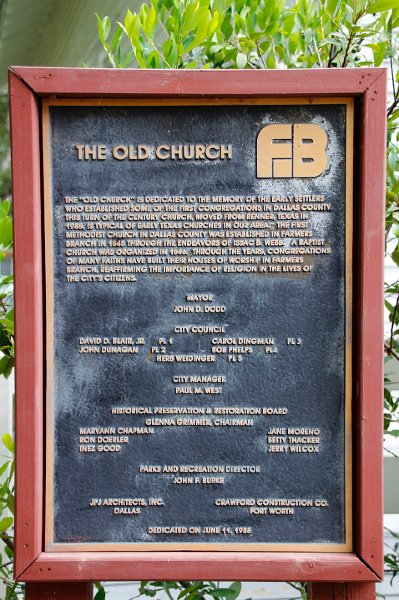 THE OLD CHURCH
FB
THE "OLD CHURCH" IS DEDICATED TO THE MEMORY OF THE EARLY SETTLERS
WHO ESTABLISHED SOME OF THE FIRST CONGREGATIONS IN DALLAS COUNTY.
THIS TURN OF THE CENTURY CHURCH, MOVED FROM RENNER, TEXAS IN
1985, IS TYPICAL OF EARLY TEXAS CHURCHES IN OUR AREA. THE FIRST
METHODIST CHURCH IN DALLAS COUNTY WAS ESTABLISHED IN FARMERS
BRANCH IN 1845 THROUGH THE ENDEAVORS OF ISSAC B. WEBB. A BAPTIST
CHURCH WAS ORGANIZED IN 1846. THROUGH THE YEARS, CONGREGATIONS
OF MANY FAITHS HAVE BUILT THEIR HOUSES OF WORSHIP IN FARMERS
BRANCH, REAFFIRMING THE IMPORTANCE OF RELIGION IN THE LIVES OF
THE CITY'S CITIZENS.
MAYOR
JOHN D. DODD
CITY COUNCIL
DAVID D. BLAIR, JR. PL 1 CAROL DINGMAN PL 3
JOHN DUNAGAN PL 2 BOB PHELPS PL4
HERB WEIDINGER PL 5
CITY MANAGER
PAUL M. WEST
HISTORICAL PRESERVATION & RESTORATION BOARD
GLENNA GRIMMER, CHAIRMAN
MARYANN CHAPMAN JANE MORENO
RON DOERLER BETTY THACKER
INEZ GOOD JERRY WILCOX
PARKS AND RECREATION DIRECTOR
JOHN F. BURKE
JPJ ARCHITECTS, INC. CRAWFORD CONSTRUCTION CO.
DALLAS FORT WORTH
DEDICATED ON JUNE 11, 1988